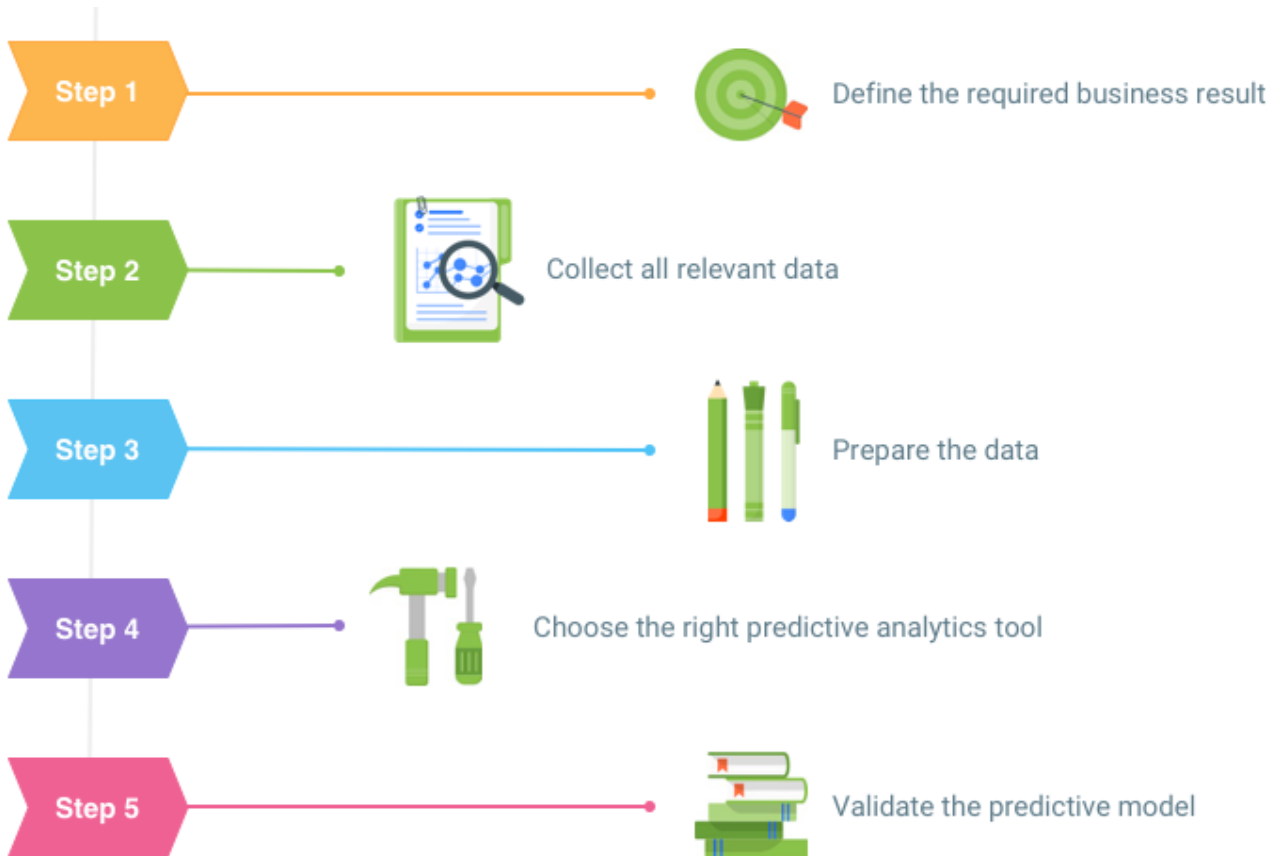 Step 1
Define the required business result
Step 2
Collect all relevant data
Step 3
Prepare the data
Step 4
Choose the right predictive analytics tool
Step 5
Validate the predictive model